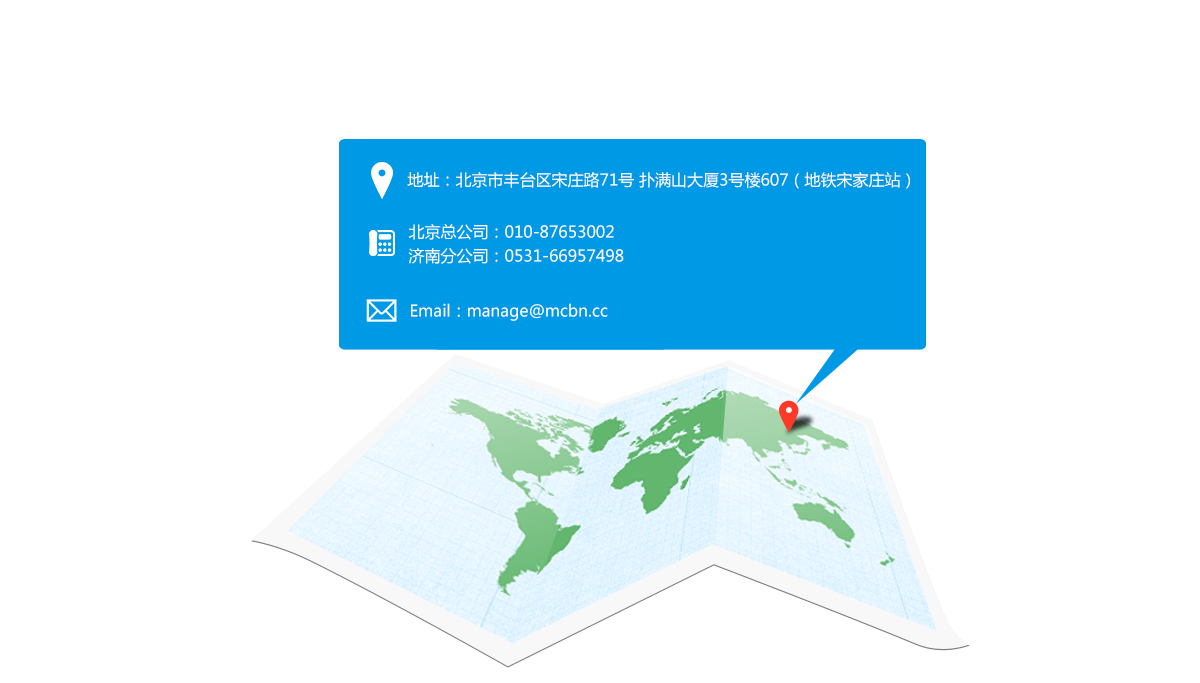 地址：北京市丰台区宋庄路71号 扑满山大厦3号楼607（地铁宋家庄站）
北京总公司：010-87653002
济南分公司：0531-66957498
Email：manage@mcbn.cc